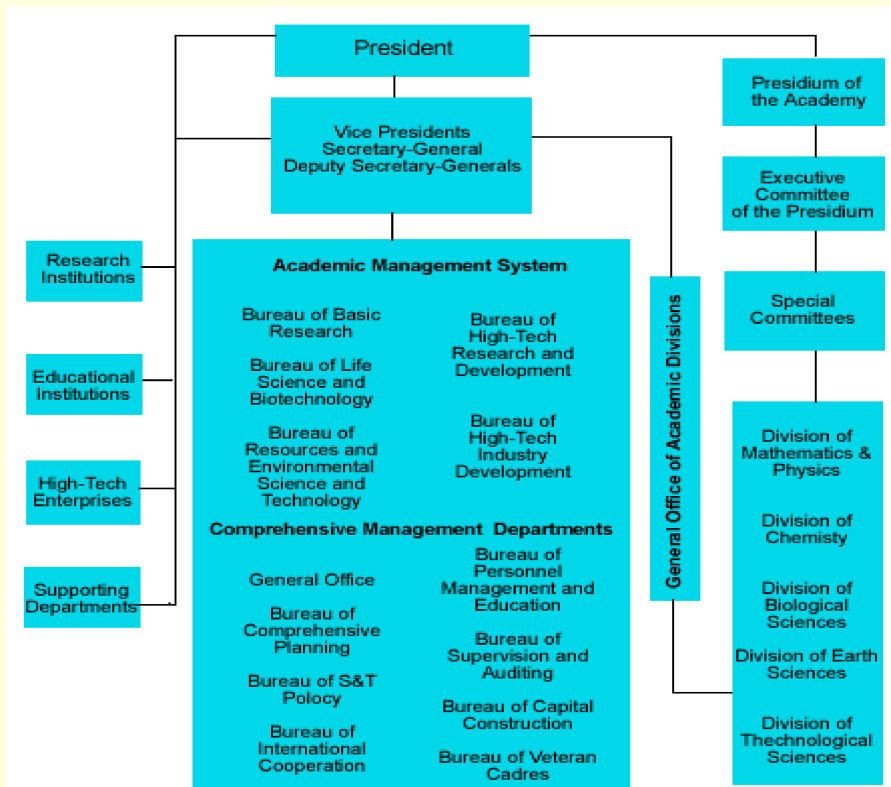 President
Presidium of
the Academy
Vice Presidents
Secretary-General
Deputy Secretary-Generals
Executive
Committee
of the Presidium
Research
Institutions
Educational
Institutions
High-Tech
Enterprises
Supporting
Departments
Academic Management System
Bureau of Basic
Research
Bureau of Life
Science and
Biotechnology
Bureau of
Resources and
Environmental
Science and
Technology
Bureau of
High-Tech
Research and
Development
Bureau of
High-Tech
Industry
Development
Comprehensive Management Departments
General Office
Bureau of
Comprehensive
Planning
Bureau of S&T
Polocy
Bureau of
International
Cooperation
Bureau of
Personnel
Management and
Education
Bureau of
Supervision and
Auditing
Bureau of Capital
Construction
Bureau of Veteran
Cadres
General Office of Academic Divisions
Special
Committees
Division of
Mathematics &
Physics
Division of
Chemisty
Division of
Biological
Sciences
Division of Earth
Sciences
Division of
Thechnological
Sciences